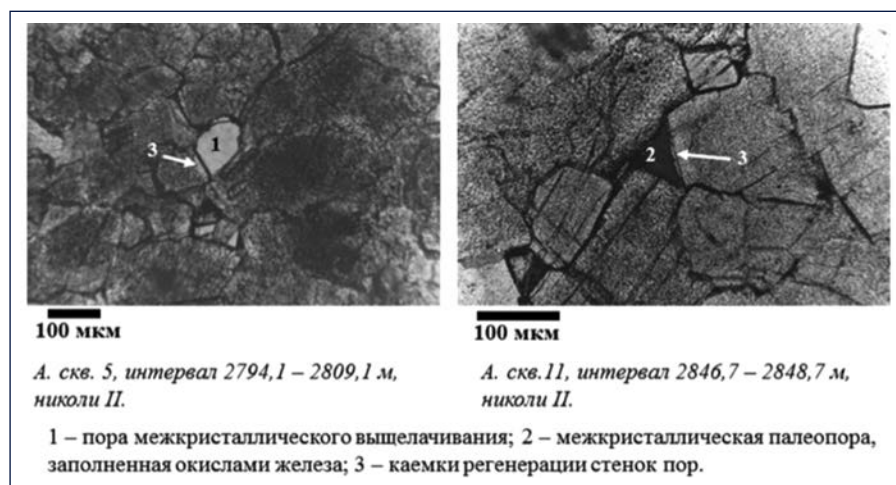 1
3
2
3
100 мкм
100 мкм
А. скв. 5, интервал 2794,1 – 2809,1 м,
николи II.
А. скв.11, интервал 2846,7 – 2848,7 м,
николи II.
1 – пора межкристаллического выщелачивания; 2 – межкристаллическая палеопора,
заполненная окислами железа; 3 – каемки регенерации стенок пор.